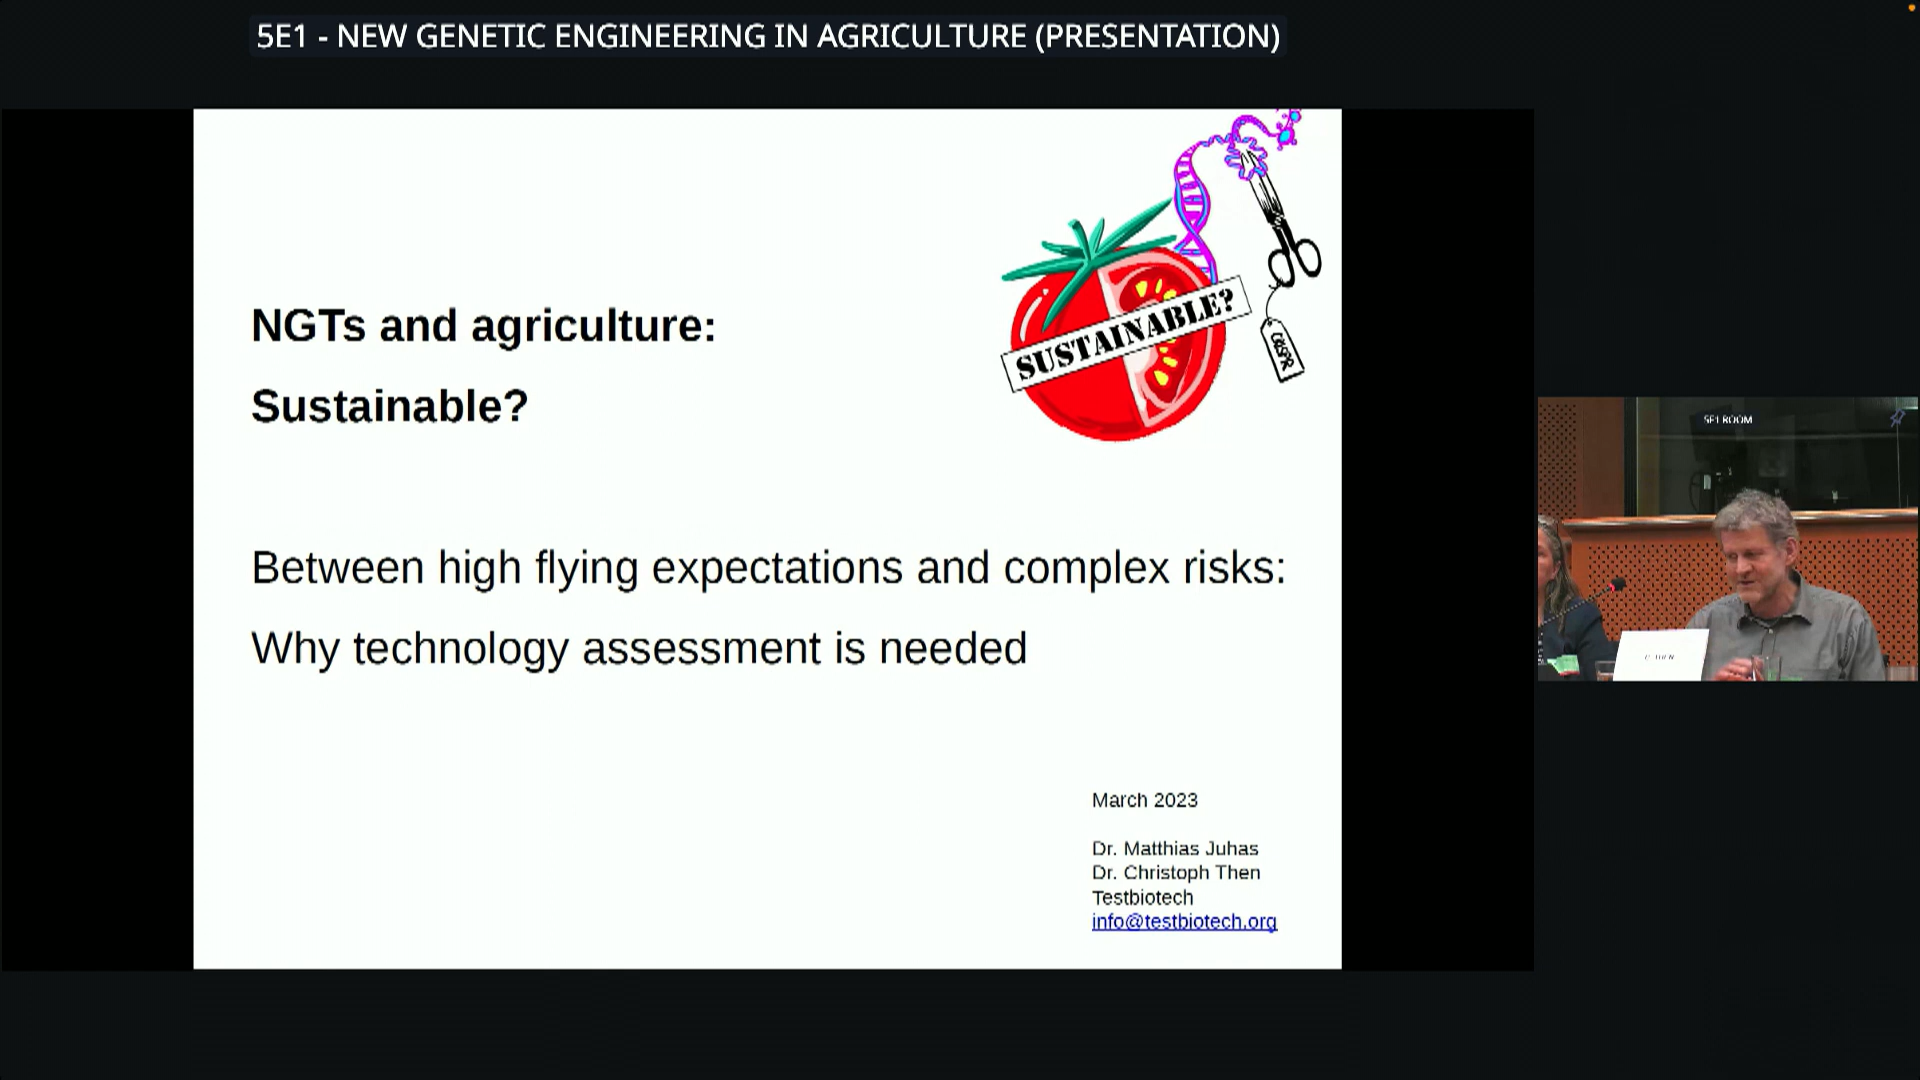 5E1 - NEW GENETIC ENGINEERING IN AGRICULTURE (PRESENTATION)
SUSTAINABLE?
CRISPR
NGTs and agriculture:
Sustainable?
Between high flying expectations and complex risks:
Why technology assessment is needed
March 2023
Dr. Matthias Juhas
Dr. Christoph Then
Testbiotech
info@testbiotech.org
5E1 ROOM
C. THEN